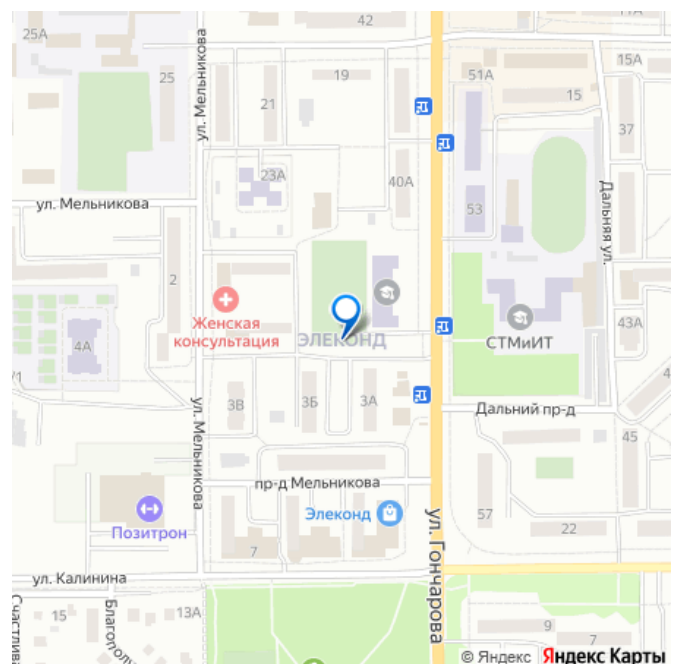 42
25А
ул. Мельникова
25
19
21
51А
15А
15
37
23А
40А
53
ул. Мельникова
Дальняя ул.
2
Женская
консультация
ЭЛЕКОНД
СТМиИТ
43А
4А
/1
4
3В
3Б
3А
Дальний пр-д
ул. Мельникова
45
пр-д Мельникова
Позитрон
Элеконд
57
22
7
ул. Гончарова
ул. Калинина
15
13А
9
7
© Яндекс Яндекс Карты